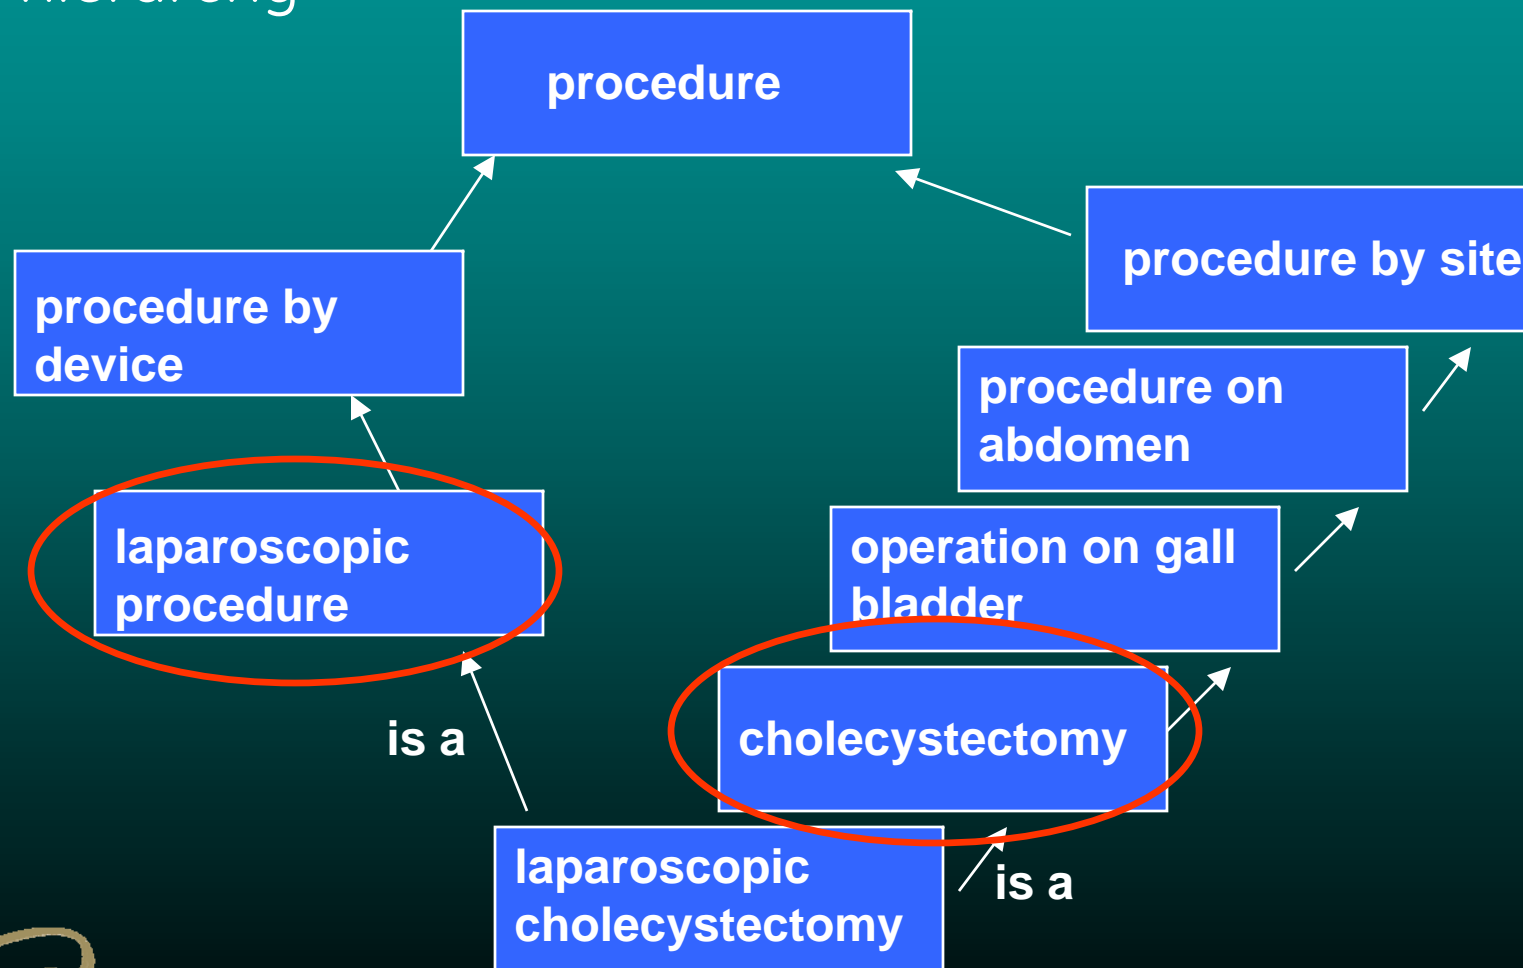 hierarchy
procedure
procedure by site
procedure by
device
procedure on
abdomen
laparoscopic
procedure
operation on gall
bladder
is a
cholecystectomy
laparoscopic
cholecystectomy
is a